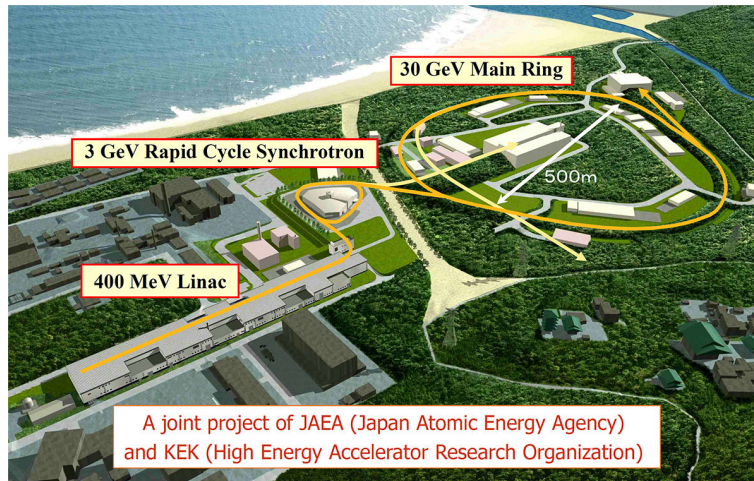 30 GeV Main Ring
3 GeV Rapid Cycle Synchrotron
500m
400 MeV Linac
A joint project of JAEA (Japan Atomic Energy Agency)
and KEK (High Energy Accelerator Research Organization)